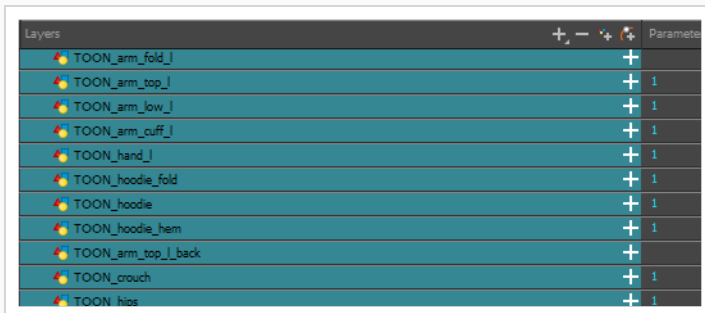 Layers Parameter
TOON_arm_fold_l
TOON_arm_top_l 1
TOON_arm_low_l 1
TOON_arm_cuff_l 1
TOON_hand_l 1
TOON_hoodie_fold 1
TOON_hoodie 1
TOON_hoodie_hem 1
TOON_arm_top_l_back
TOON_crouch 1
TOON_hips 1